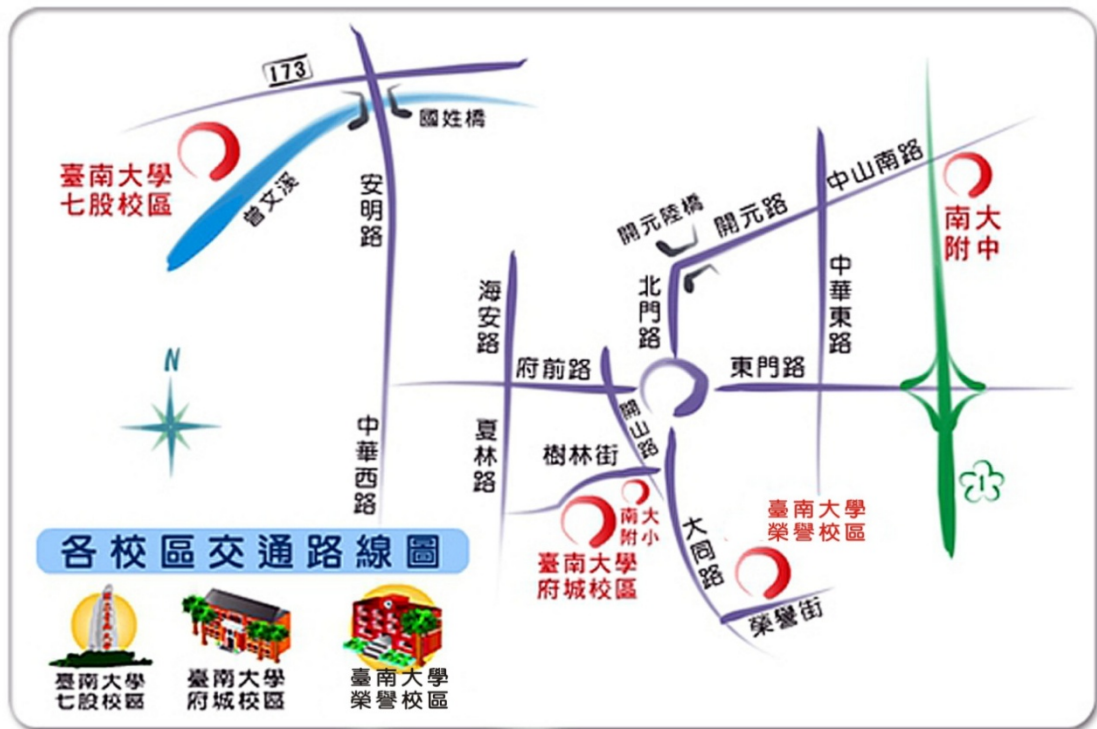 173
國姓橋
臺南大學
七股校區
曾文溪
安明路
中山南路
開元路
開元陸橋
南大
附中
北門路
中華東路
海安路
府前路
東門路
N
開山路
中華西路
夏林路
樹林街
1
南大
附小
臺南大學
府城校區
大同路
臺南大學
榮譽校區
榮譽街
各校區交通路線圖
臺南大學
七股校區
臺南大學
府城校區
臺南大學
榮譽校區